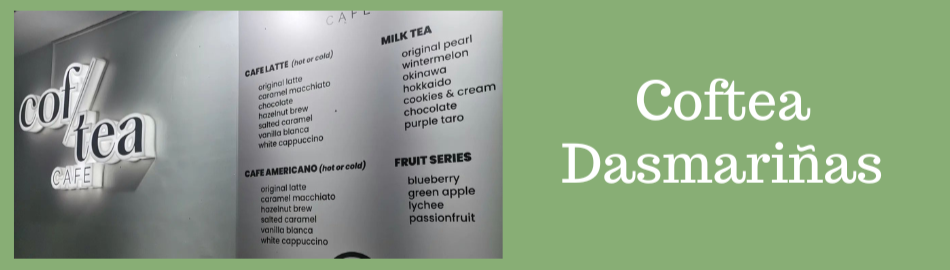 cof/
tea
CAFE
CAFE
CAFE LATTE (hot or cold)
original latte
caramel macchiato
chocolate
hazelnut brew
salted caramel
vanilla blanca
white cappuccino
CAFE AMERICANO (hot or cold)
original latte
caramel macchiato
hazelnut brew
salted caramel
vanilla blanca
white cappuccino
MILK TEA
original pearl
wintermelon
okinawa
hokkaido
cookies & cream
chocolate
purple taro
FRUIT SERIES
blueberry
green apple
lychee
passionfruit
Coftea
Dasmariñas